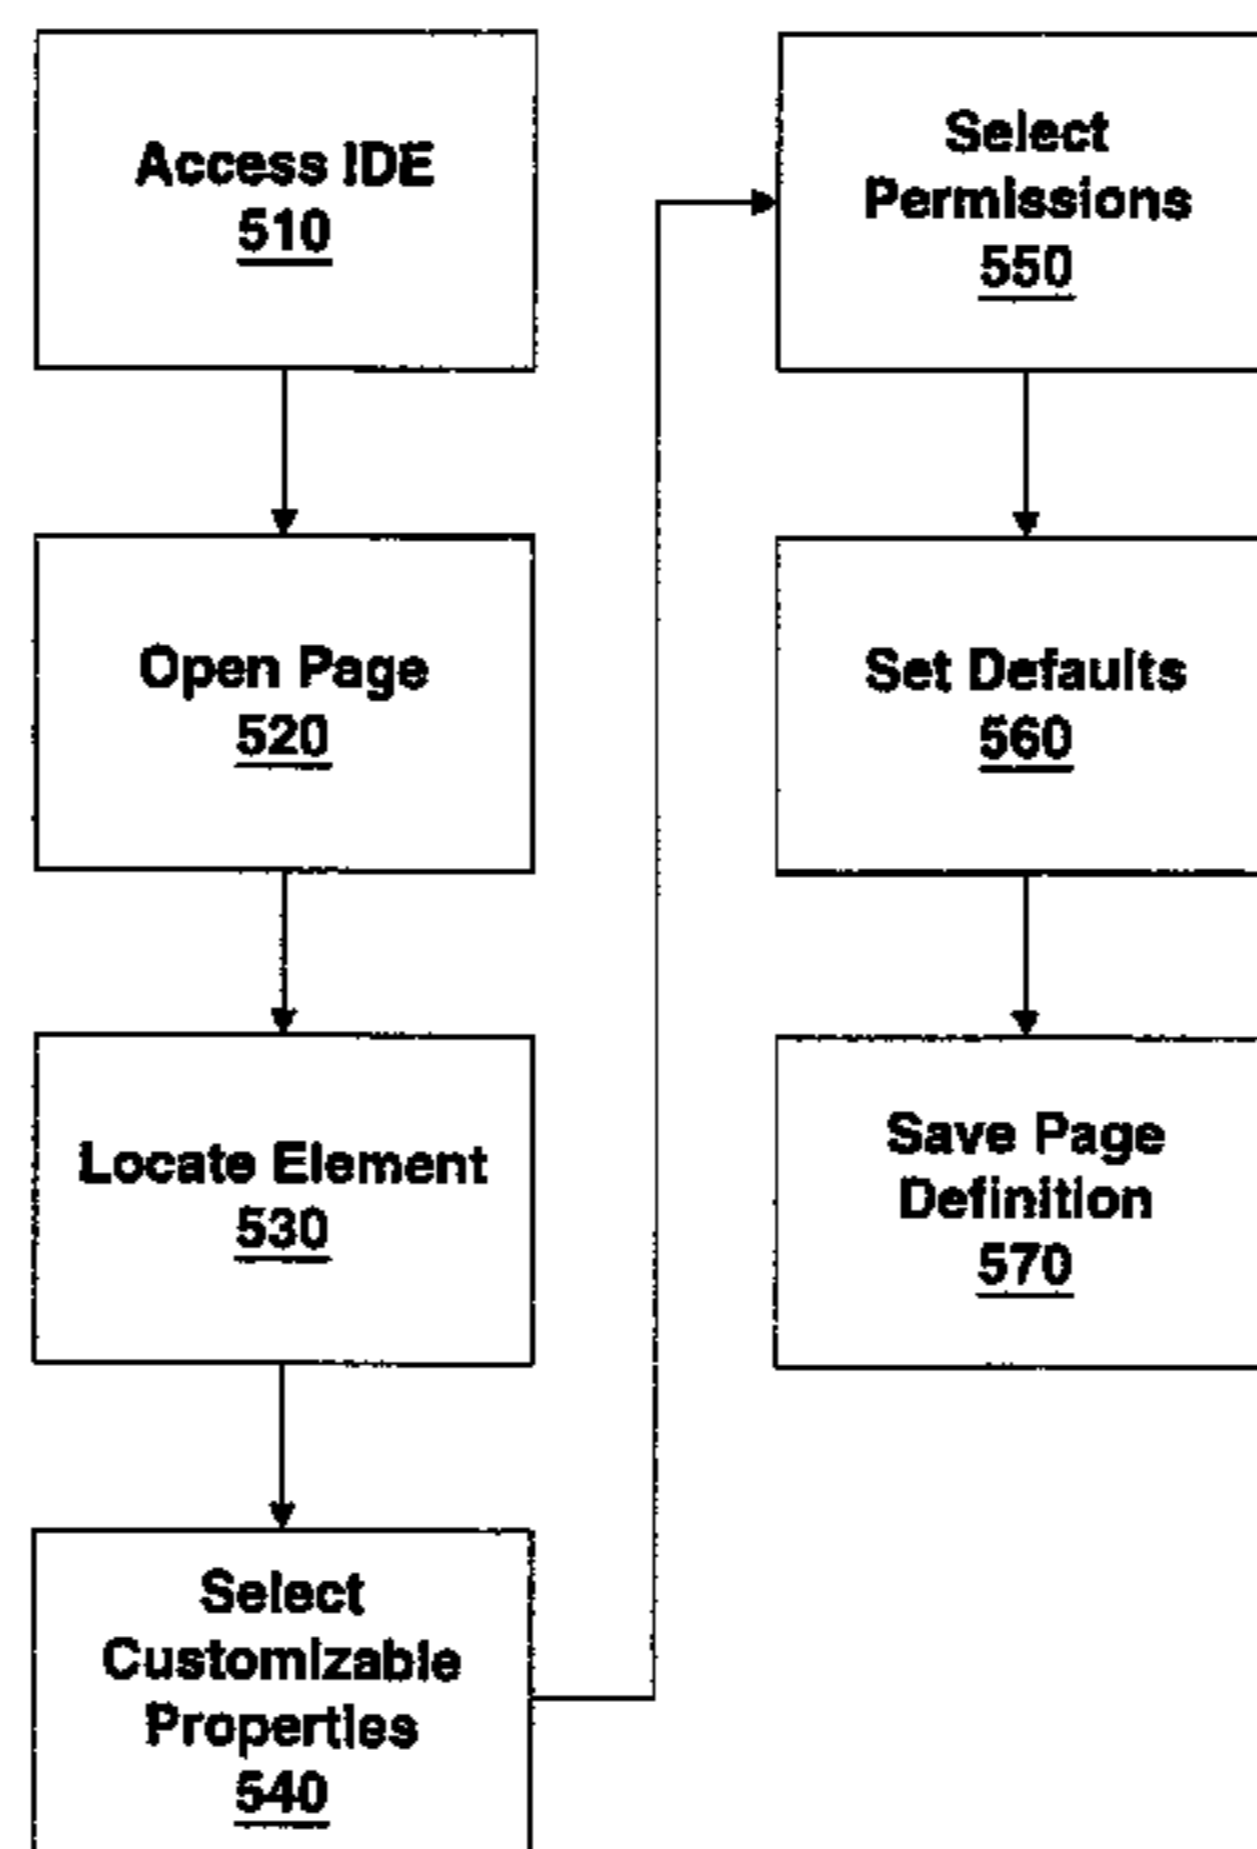 Access IDE
510
Open Page
520
Locate Element
530
Select
Customizable
Properties
540
Select
Permissions
550
Set Defaults
560
Save Page
Definition
570